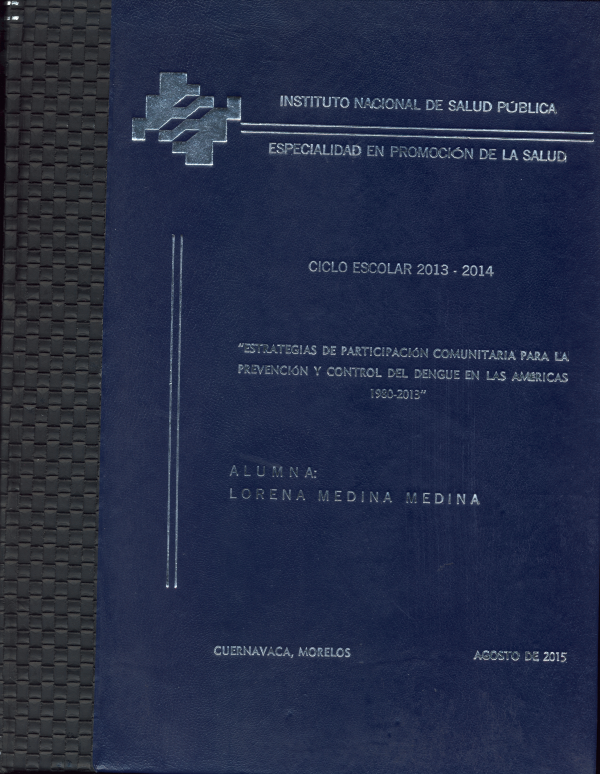 INSTITUTO NACIONAL DE SALUD PÚBLICA
ESPECIALIDAD EN PROMOCIÓN DE LA SALUD
CICLO ESCOLAR 2013 - 2014
"ESTRATEGIAS DE PARTICIPACIÓN COMUNITARIA PARA LA
PREVENCIÓN Y CONTROL DEL DENGUE EN LAS AMÉRICAS
1980-2013"
ALUMNA:
LORENA MEDINA MEDINA
CUERNAVACA, MORELOS
AGOSTO DE 2015